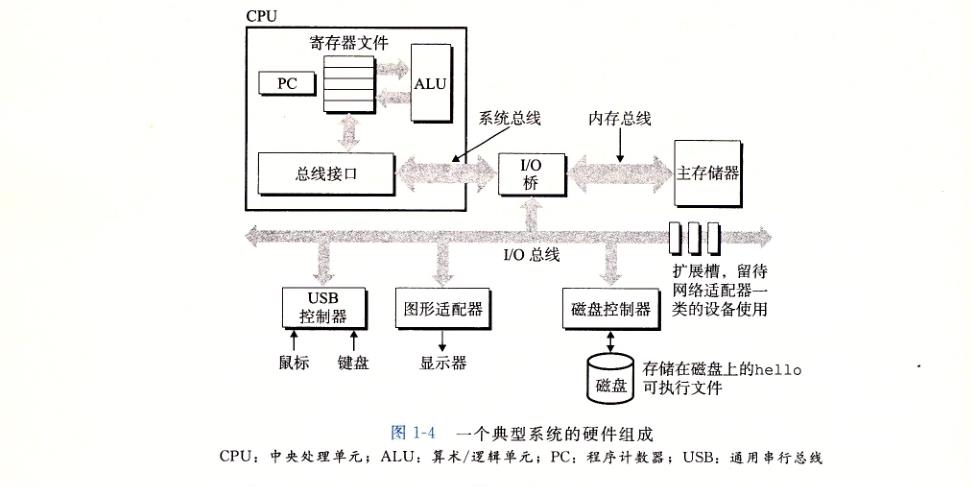 CPU
寄存器文件
PC
ALU
系统总线
内存总线
总线接口
I/O
桥
主存储器
I/O 总线
扩展槽，留待
网络适配器一
类的设备使用
USB
控制器
图形适配器
磁盘控制器
鼠标
键盘
显示器
磁盘
存储在磁盘上的hello
可执行文件
图 1-4 一个典型系统的硬件组成
CPU：中央处理单元；ALU：算术/逻辑单元；PC：程序计数器；USB：通用串行总线